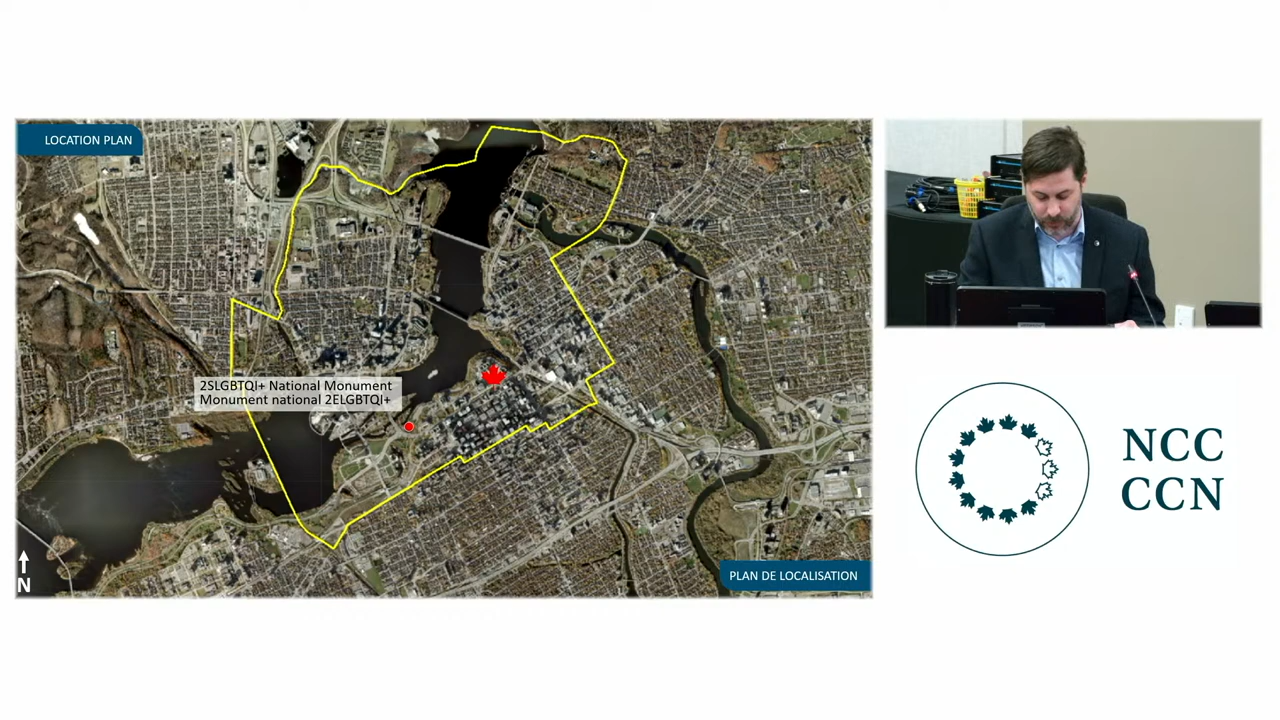 LOCATION PLAN
2SLGBTQI+ National Monument
Monument national 2ELGBTQI+
N
PLAN DE LOCALISATION
NCC
CCN